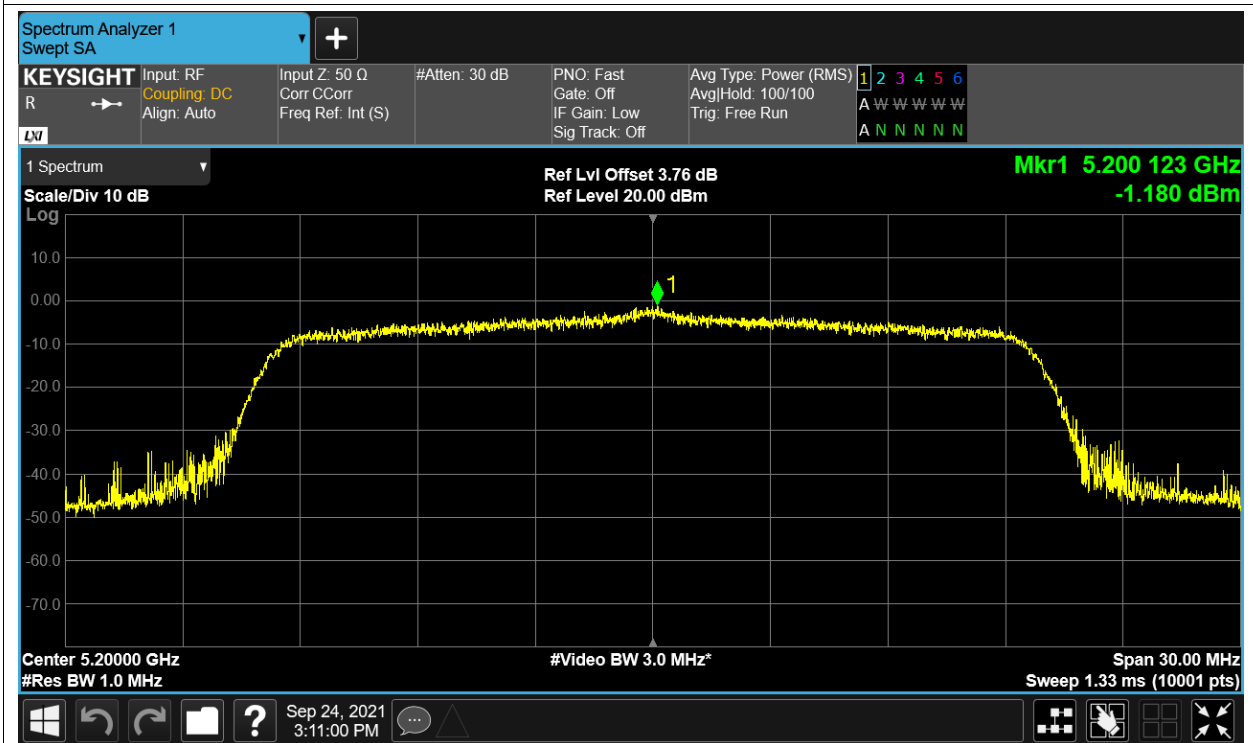 Spectrum Analyzer 1
Swept SA
KEYSIGHT
R
LXI
Input: RF
Coupling: DC
Align: Auto
Input Z: 50 Ω
Corr CCorr
Freq Ref: Int (S)
#Atten: 30 dB
PNO: Fast
Gate: Off
IF Gain: Low
Sig Track: Off
Avg Type: Power (RMS)
Avg|Hold: 100/100
Trig: Free Run
1 2 3 4 5 6
A W W W W W
A N N N N N
1 Spectrum
Scale/Div 10 dB
Ref Lvl Offset 3.76 dB
Ref Level 20.00 dBm
Mkr1 5.200 123 GHz
-1.180 dBm
Log
10.0
0.00
-10.0
-20.0
-30.0
-40.0
-50.0
-60.0
-70.0
1
Center 5.20000 GHz
#Res BW 1.0 MHz
#Video BW 3.0 MHz*
Span 30.00 MHz
Sweep 1.33 ms (10001 pts)
?
Sep 24, 2021
3:11:00 PM